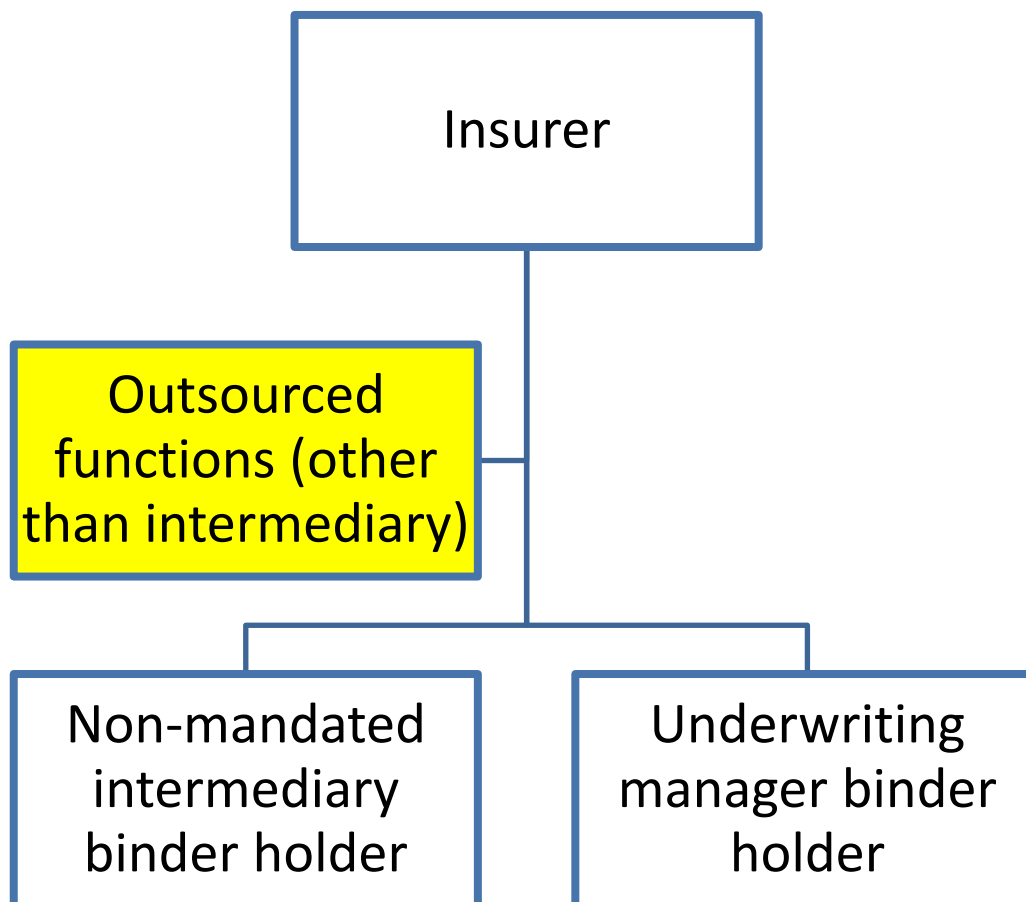 Insurer
Outsourced
functions (other
than intermediary)
Non-mandated
intermediary
binder holder
Underwriting
manager binder
holder